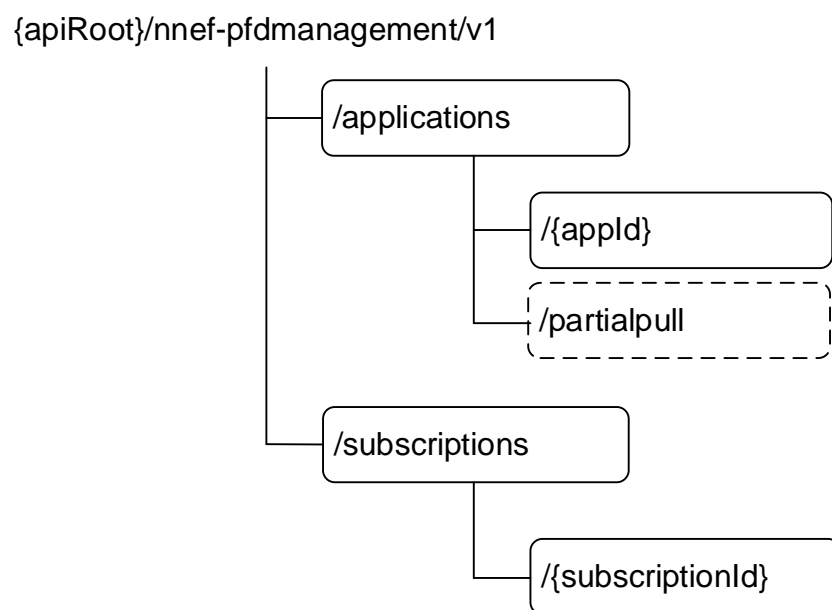 {apiRoot}/nnef-pfdmanagement/v1
/applications
/{appId}
/partialpull
/subscriptions
/{subscriptionId}